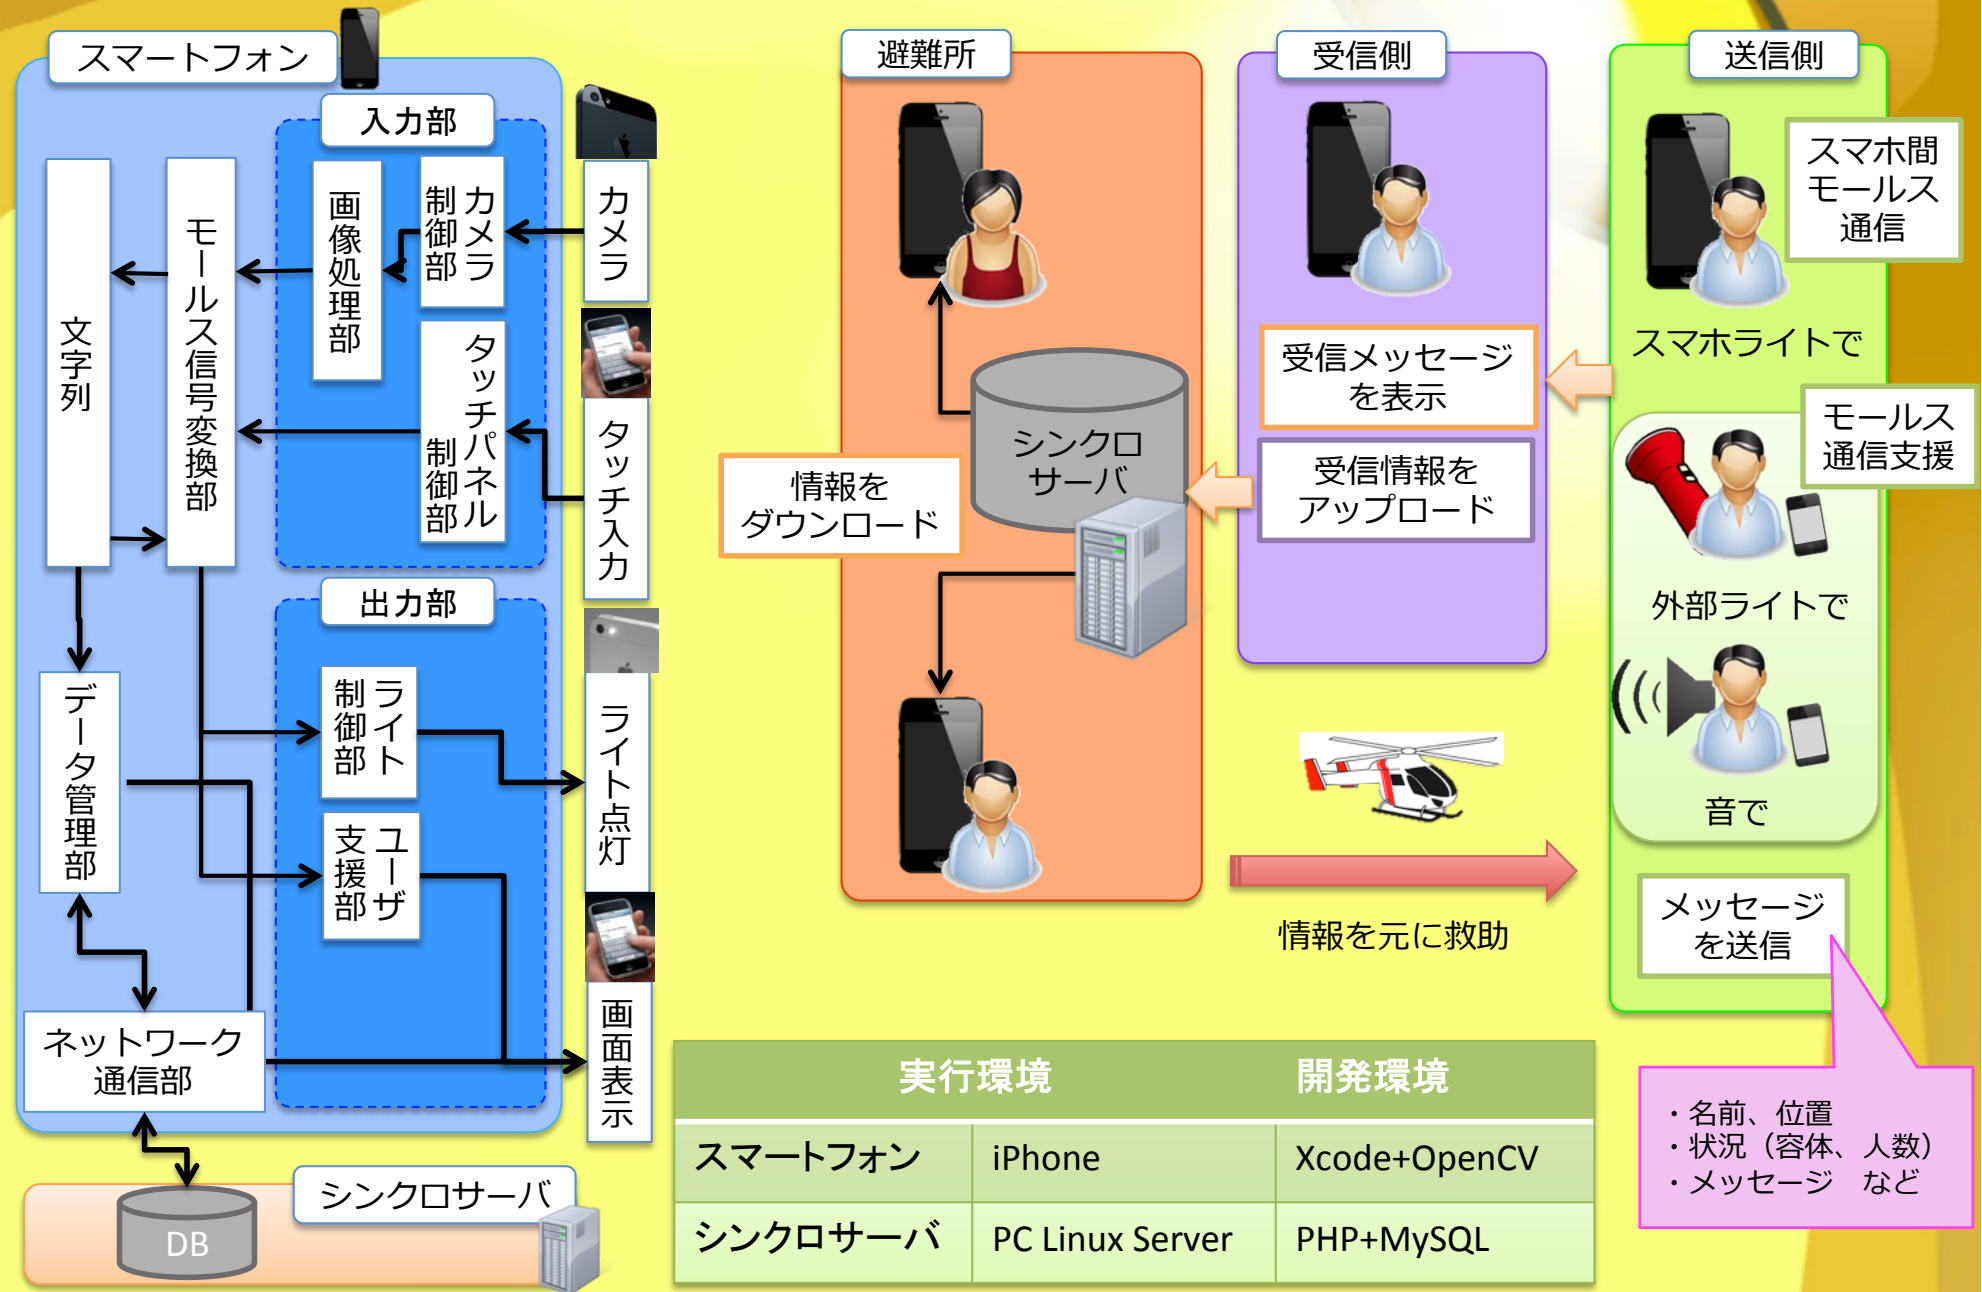 スマートフォン
入力部
カメラ
カメラ
制御部
画像処理部
モールス信号変換部
文字列
タッチ入力
タッチパネル
制御部
出力部
ライト
制御部
ライト点灯
ユーザ
支援部
画面表示
データ管理部
ネットワーク
通信部
シンクロサーバ
DB
避難所
シンクロ
サーバ
情報を
ダウンロード
受信側
受信メッセージ
を表示
受信情報を
アップロード
送信側
スマホ間
モールス
通信
スマホライトで
モールス
通信支援
外部ライトで
音で
メッセージ
を送信
・名前、位置
・状況（容体、人数）
・メッセージ　など
情報を元に救助
実行環境 開発環境
スマートフォン iPhone Xcode+OpenCV
シンクロサーバ PC Linux Server PHP+MySQL